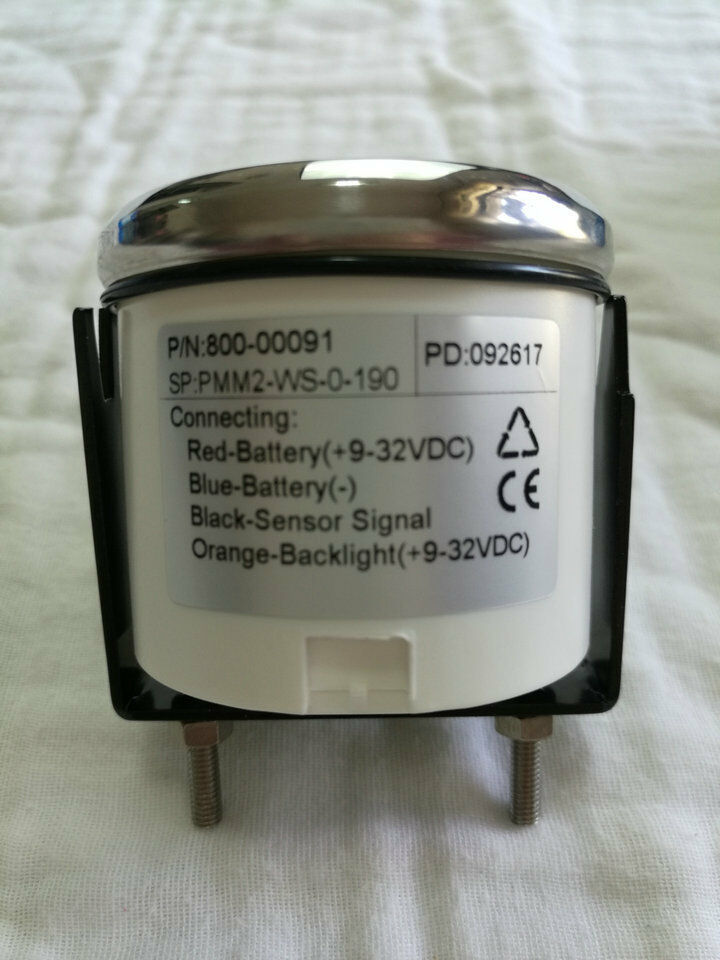 P/N:800-00091
PD:092617
SP:PMM2-WS-0-190
Connecting:
Red-Battery(+9-32VDC)
Blue-Battery(-)
CE
Black-Sensor Signal
Orange-Backlight(+9-32VDC)